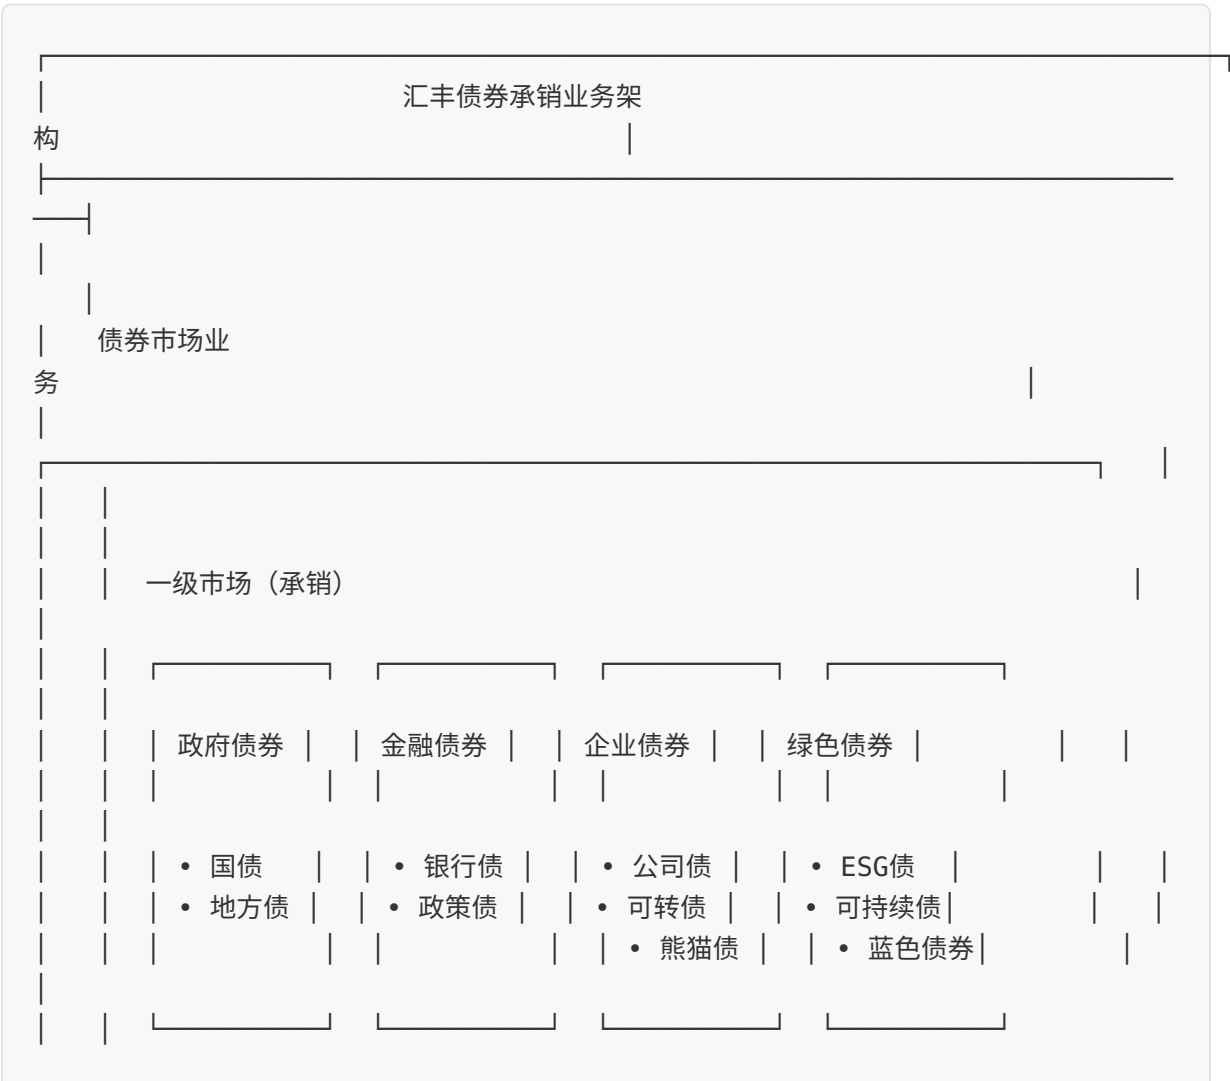 汇丰债券承销业务架
构
债券市场业
务
一级市场（承销）
政府债券 金融债券 企业债券 绿色债券
• 国债 • 银行债 • 公司债 • ESG债
• 地方债 • 政策债 • 可转债 • 可持续债
• 熊猫债 • 蓝色债券